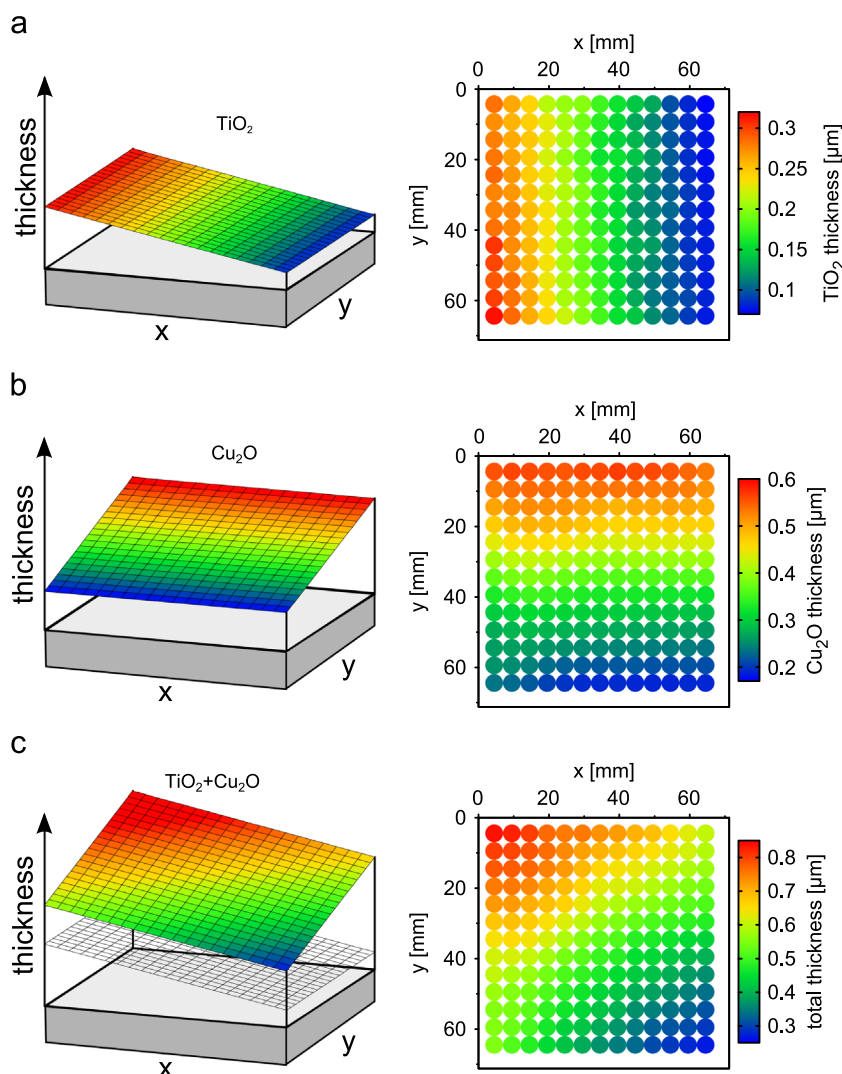 a
thickness
TiO₂
x
y
x [mm]
0 20 40 60
y [mm]
0
20
40
60
0.3
0.25
0.2
0.15
0.1
TiO₂ thickness [µm]
b
thickness
Cu₂O
x
y
x [mm]
0 20 40 60
y [mm]
0
20
40
60
0.6
0.5
0.4
0.3
0.2
Cu₂O thickness [µm]
c
thickness
TiO₂+Cu₂O
x
y
x [mm]
0 20 40 60
y [mm]
0
20
40
60
0.8
0.7
0.6
0.5
0.4
0.3
total thickness [µm]